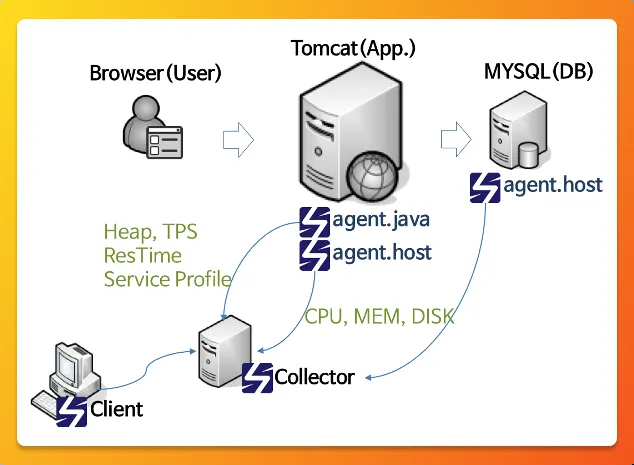 Tomcat(App.)
Browser(User)
MYSQL(DB)
agent.host
agent.java
agent.host
Heap, TPS
ResTime
Service Profile
CPU, MEM, DISK
Collector
Client